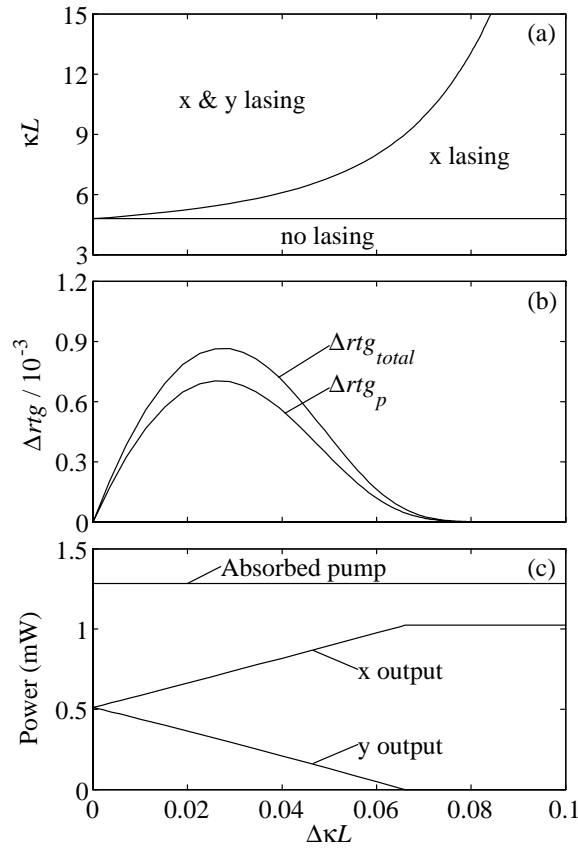 15
(a)
12
x & y lasing
κL
9
x lasing
6
no lasing
3
1.2
(b)
0.9
Δrtg_total
Δrtg / 10^-3
0.6
Δrtg_p
0.3
0
1.5
Absorbed pump
(c)
1
Power (mW)
x output
0.5
y output
0
0
0.02
0.04
0.06
0.08
0.1
ΔκL